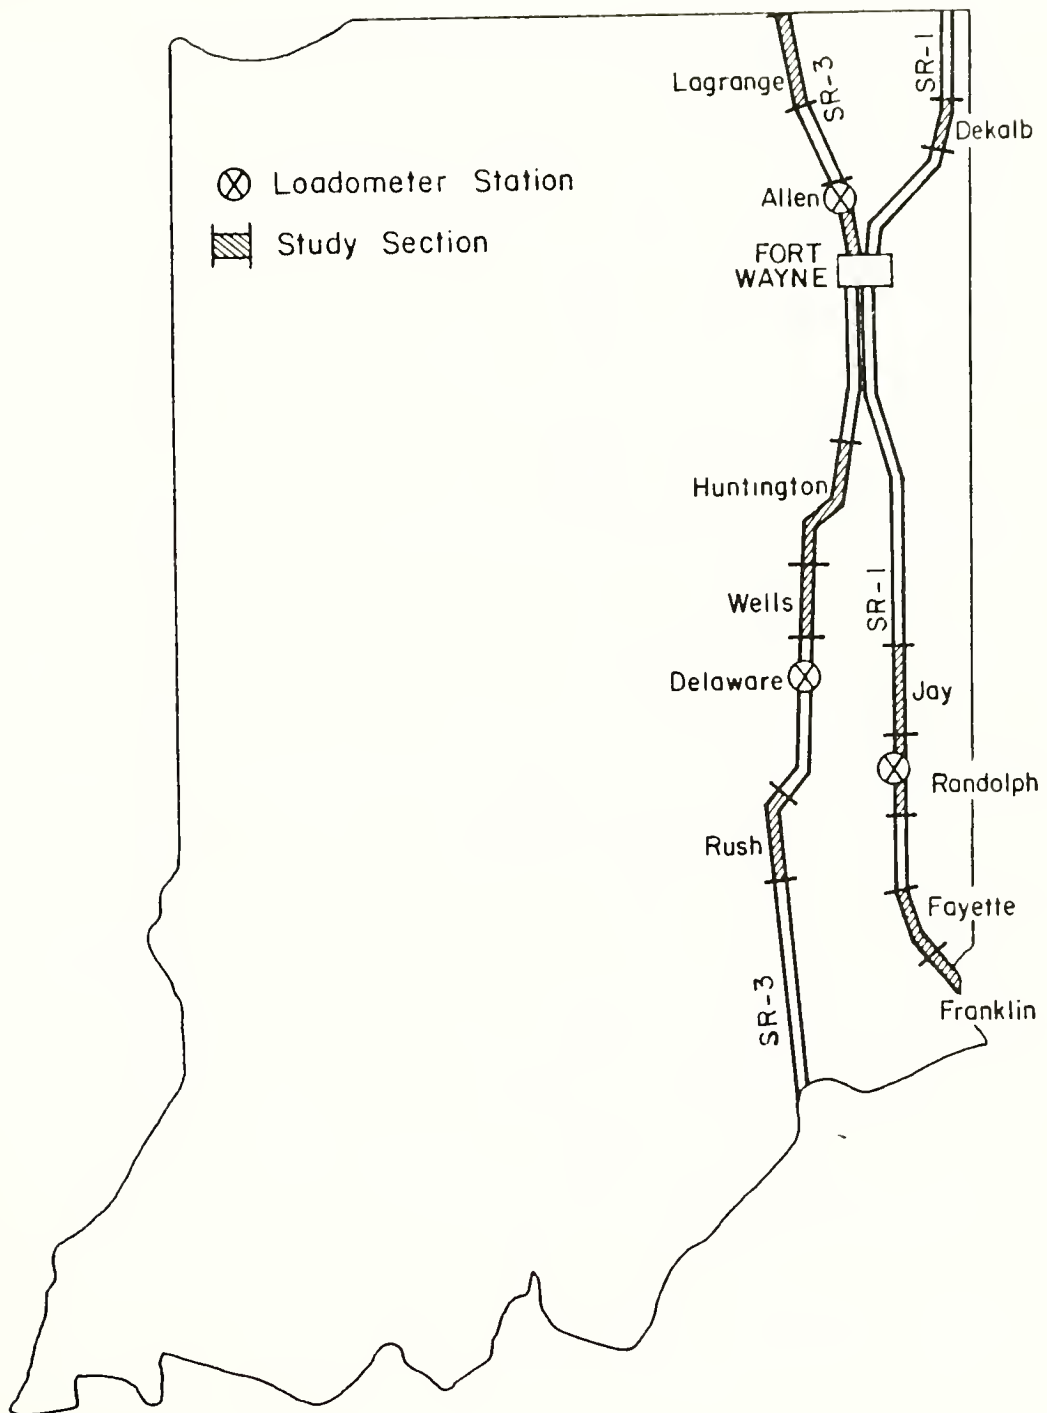 Lagrange
SR-3
SR-1
Dekalb
Loadometer Station
Allen
Study Section
FORT
WAYNE
Huntington
Wells
SR-1
Delaware
Jay
Randolph
Rush
Fayette
SR-3
Franklin